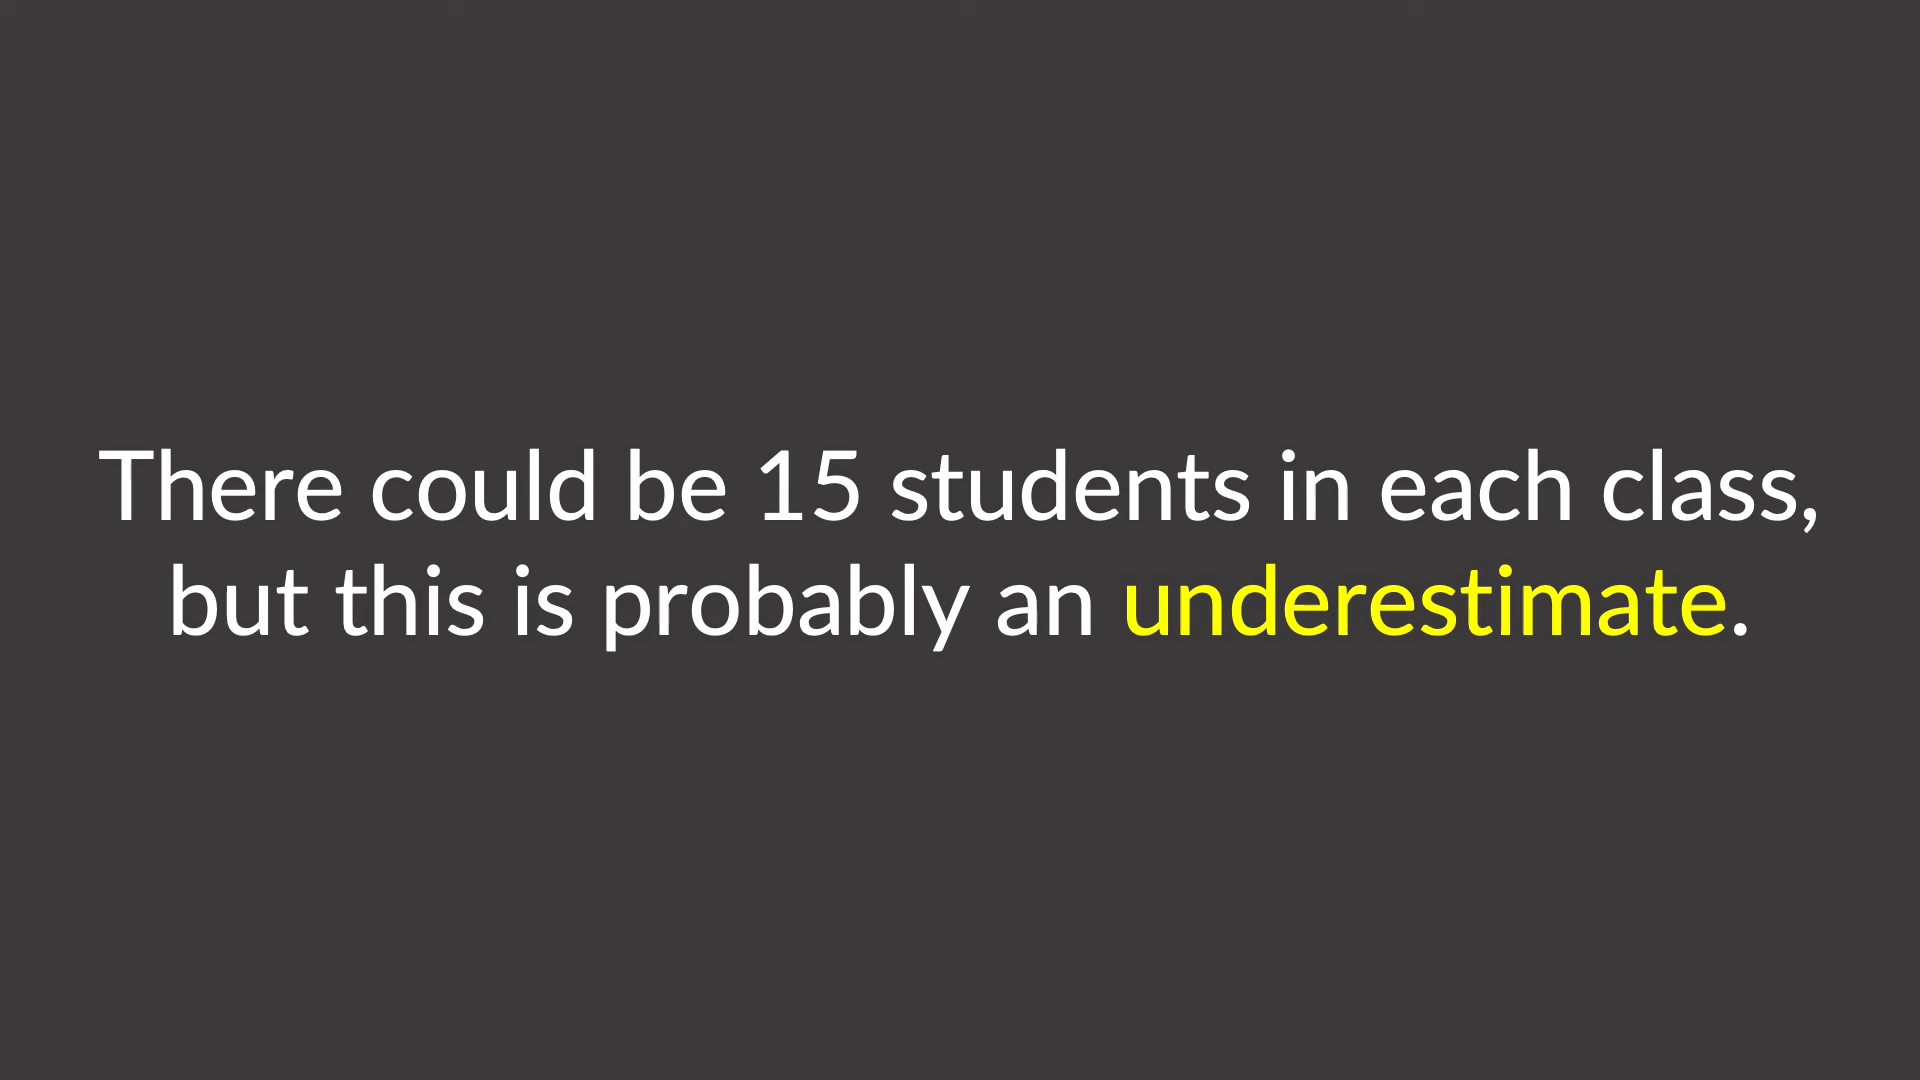 There could be 15 students in each class,
but this is probably an underestimate.